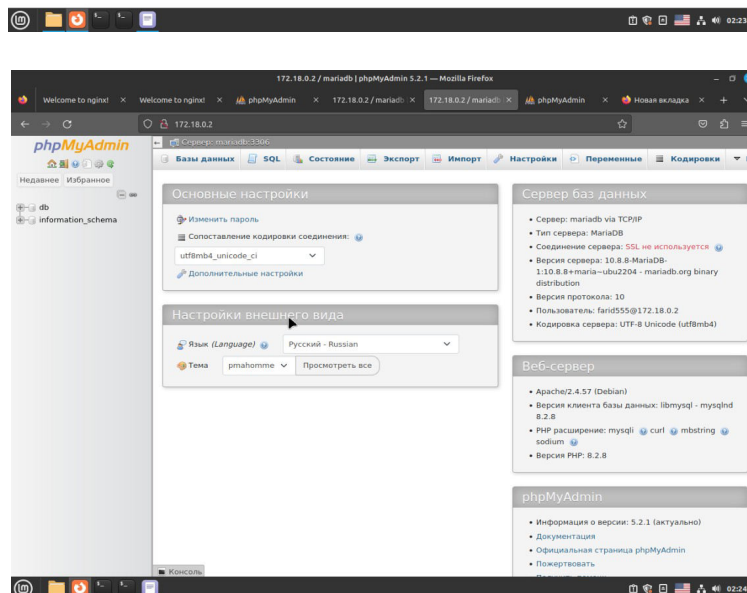 02:23
172.18.0.2 / mariadb | phpMyAdmin 5.2.1 — Mozilla Firefox
Welcome to nginx!
Welcome to nginx!
phpMyAdmin
172.18.0.2 / mariadb
172.18.0.2 / mariadb
phpMyAdmin
Новая вкладка
172.18.0.2
phpMyAdmin
Недавнее Избранное
db
information_schema
Сервер: mariadb:3306
Базы данных SQL Состояние Экспорт Импорт Настройки Переменные Кодировки
Основные настройки
Изменить пароль
Сопоставление кодировки соединения:
utf8mb4_unicode_ci
Дополнительные настройки
Настройки внешнего вида
Язык (Language) Русский - Russian
Тема pmahomme Просмотреть все
Сервер баз данных
• Сервер: mariadb via TCP/IP
• Тип сервера: MariaDB
• Соединение сервера: SSL не используется
• Версия сервера: 10.8.8-MariaDB-
1:10.8.8+maria~ubu2204 - mariadb.org binary
distribution
• Версия протокола: 10
• Пользователь: farid555@172.18.0.2
• Кодировка сервера: UTF-8 Unicode (utf8mb4)
Веб-сервер
• Apache/2.4.57 (Debian)
• Версия клиента базы данных: libmysql - mysqlnd
8.2.8
• PHP расширение: mysqli curl mbstring
sodium
• Версия PHP: 8.2.8
phpMyAdmin
• Информация о версии: 5.2.1 (актуально)
• Документация
• Официальная страница phpMyAdmin
• Пожертвовать
Консоль
02:24